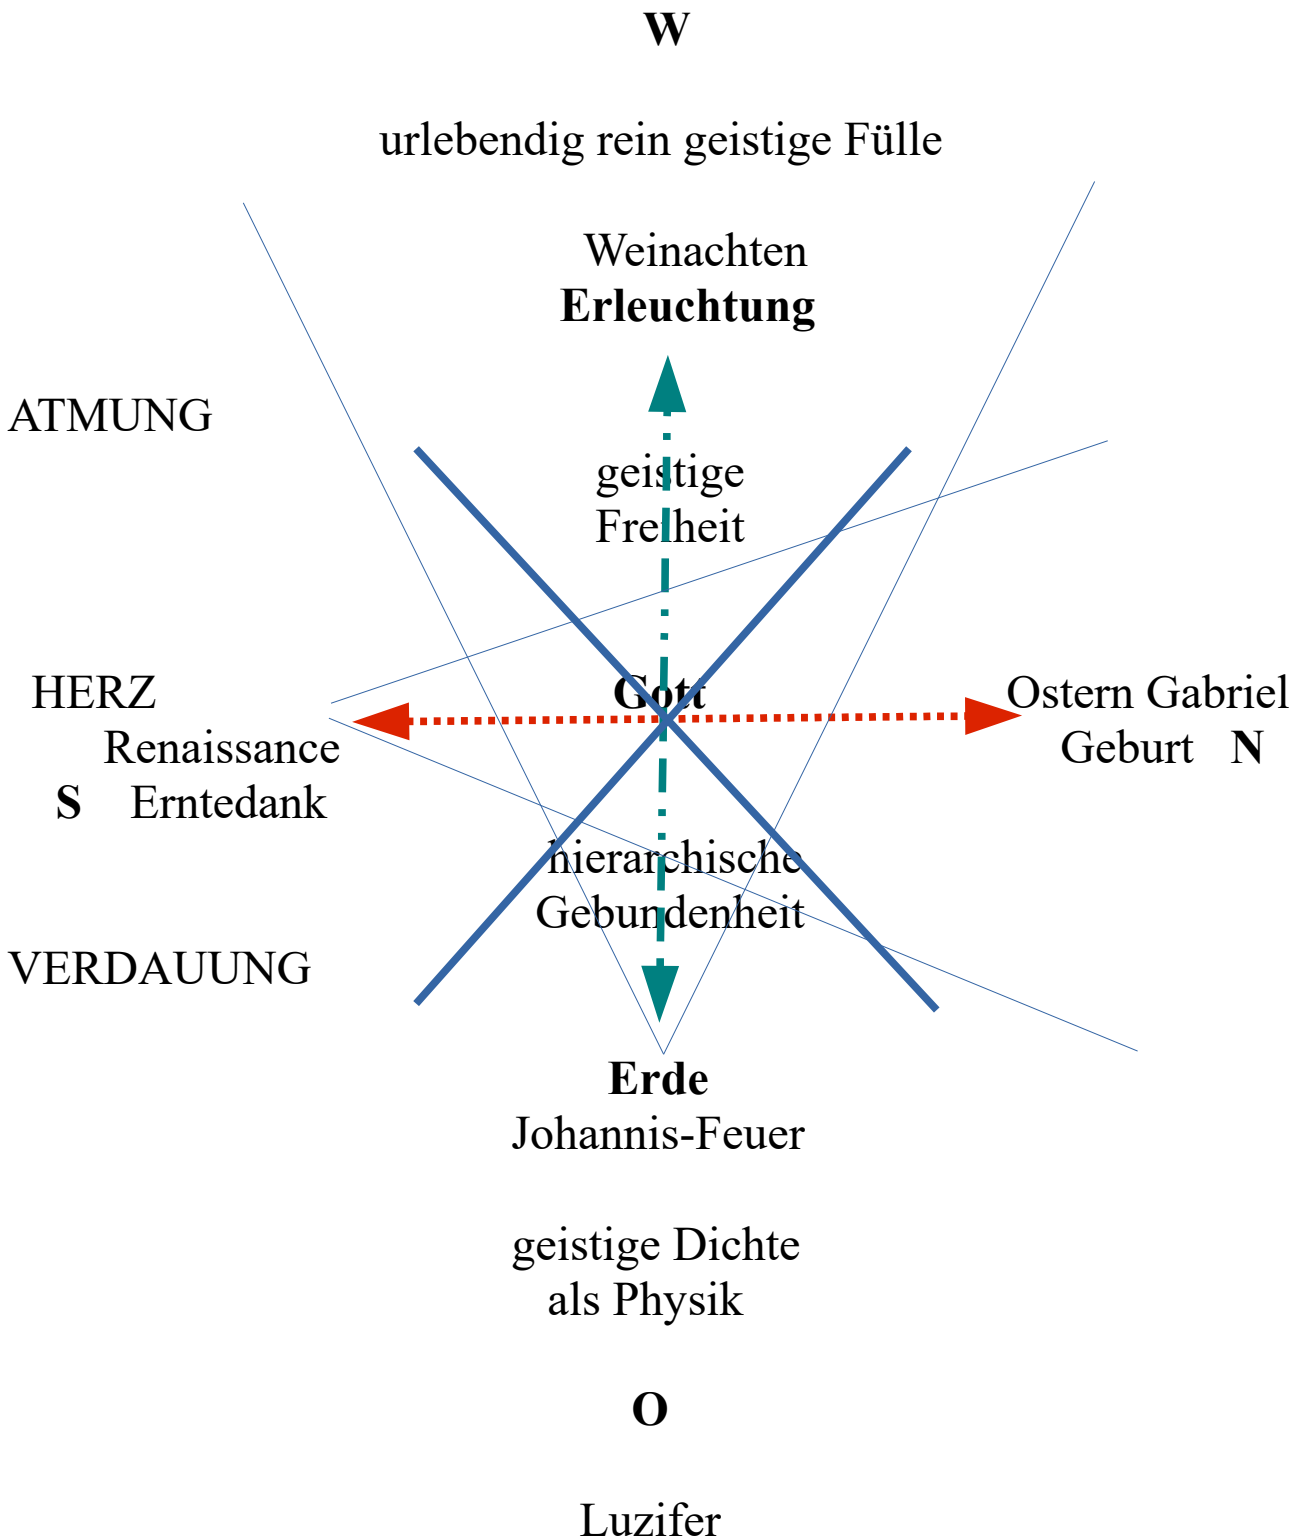 W
urlebendig rein geistige Fülle
Weinachten
Erleuchtung
ATMUNG
geistige
Freiheit
HERZ
Gott
Ostern Gabriel
Renaissance
Geburt N
S Erntedank
hierarchische
Gebundenheit
VERDAUUNG
Erde
Johannis-Feuer
geistige Dichte
als Physik
O
Luzifer